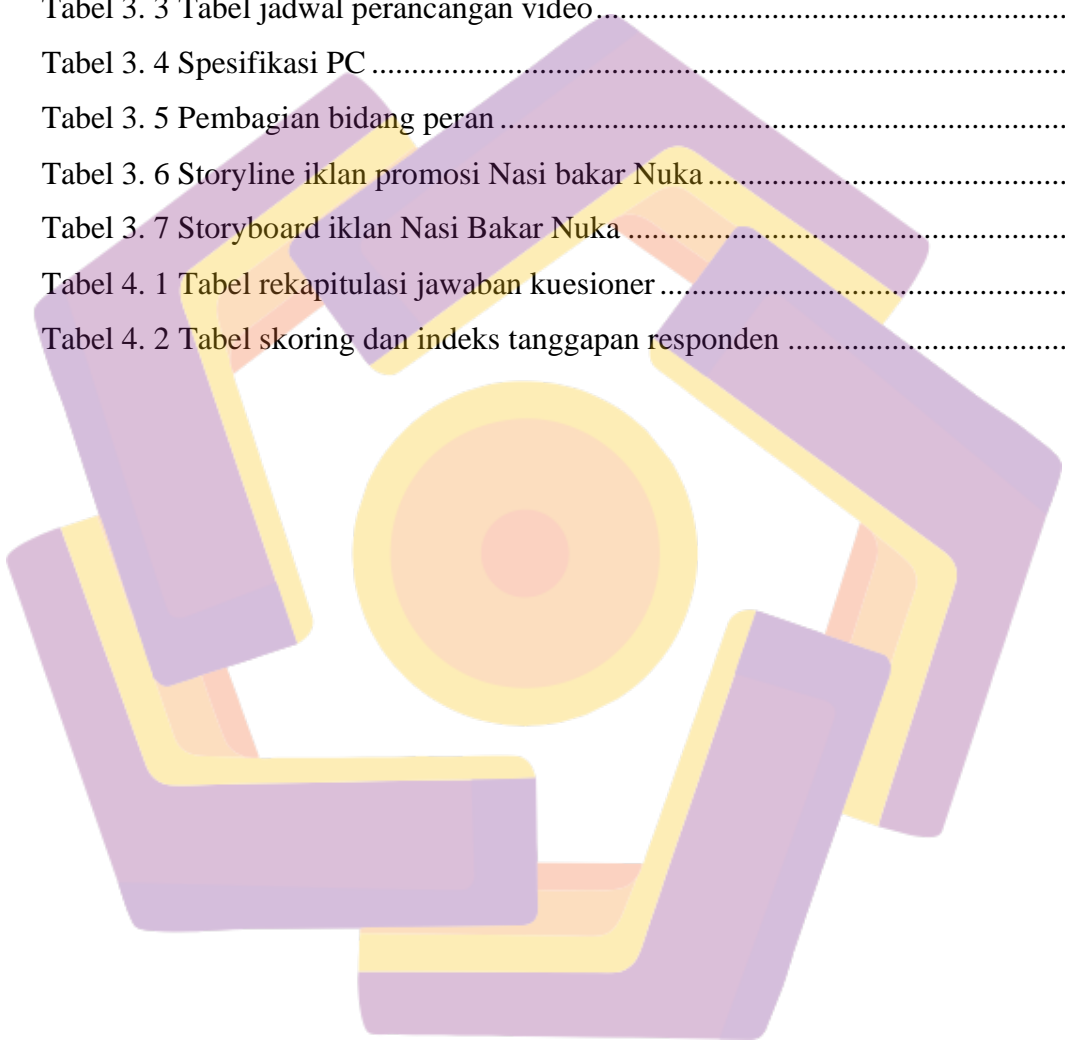 Tabel 3. 3 Tabel jadwal perancangan video........................................................
Tabel 3. 4 Spesifikasi PC....................................................................................
Tabel 3. 5 Pembagian bidang peran....................................................................
Tabel 3. 6 Storyline iklan promosi Nasi bakar Nuka..........................................
Tabel 3. 7 Storyboard iklan Nasi Bakar Nuka....................................................
Tabel 4. 1 Tabel rekapitulasi jawaban kuesioner................................................
Tabel 4. 2 Tabel skoring dan indeks tanggapan responden................................